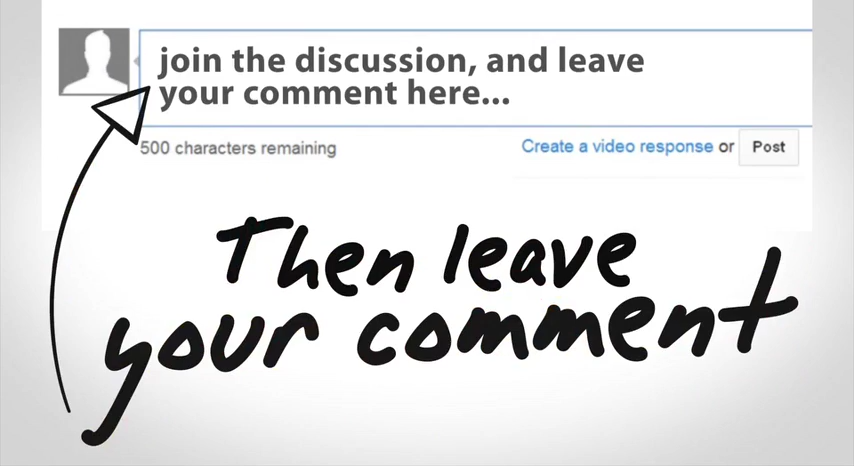 join the discussion, and leave
your comment here...
500 characters remaining
Create a video response or Post
Then leave
your comment